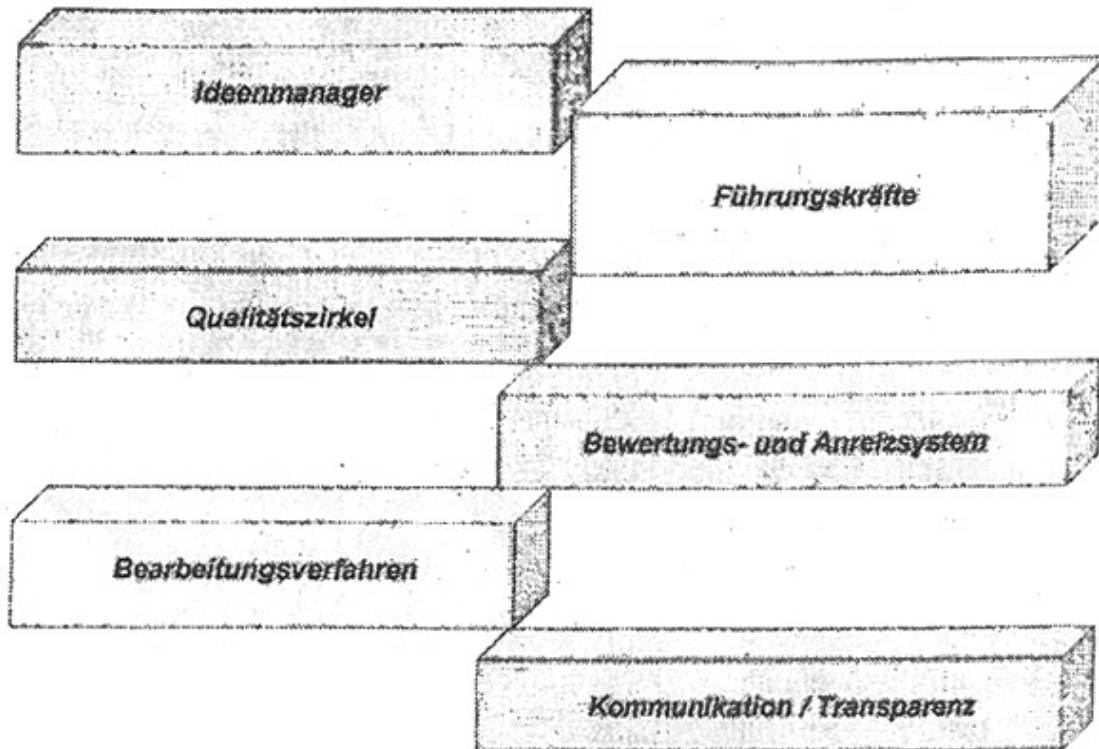 Ideenmanager
Führungskräfte
Qualitätszirkel
Bewertungs- und Anreizsystem
Bearbeitungsverfahren
Kommunikation / Transparenz